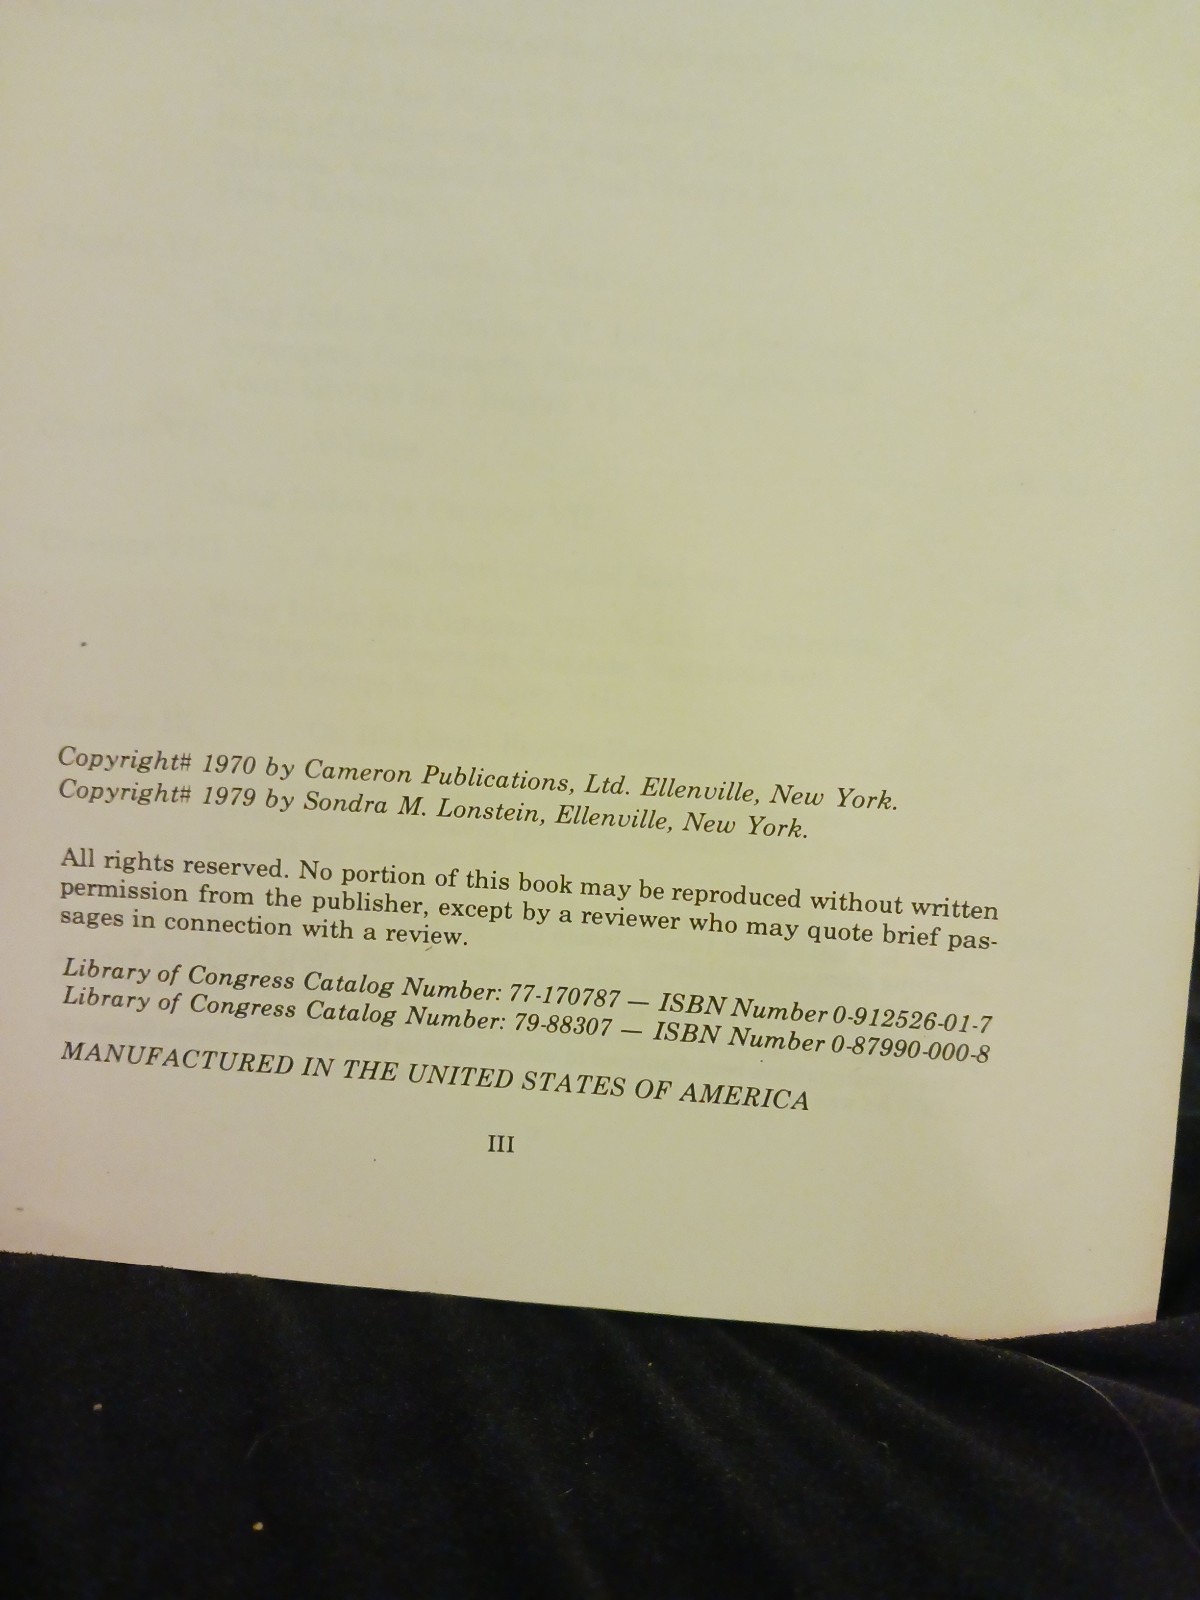 Copyright# 1970 by Cameron Publications, Ltd. Ellenville, New York.
Copyright# 1979 by Sondra M. Lonstein, Ellenville, New York.
All rights reserved. No portion of this book may be reproduced without written
permission from the publisher, except by a reviewer who may quote brief pas-
sages in connection with a review.
Library of Congress Catalog Number: 77-170787 — ISBN Number 0-912526-01-7
Library of Congress Catalog Number: 79-88307 — ISBN Number 0-87990-000-8
MANUFACTURED IN THE UNITED STATES OF AMERICA
III